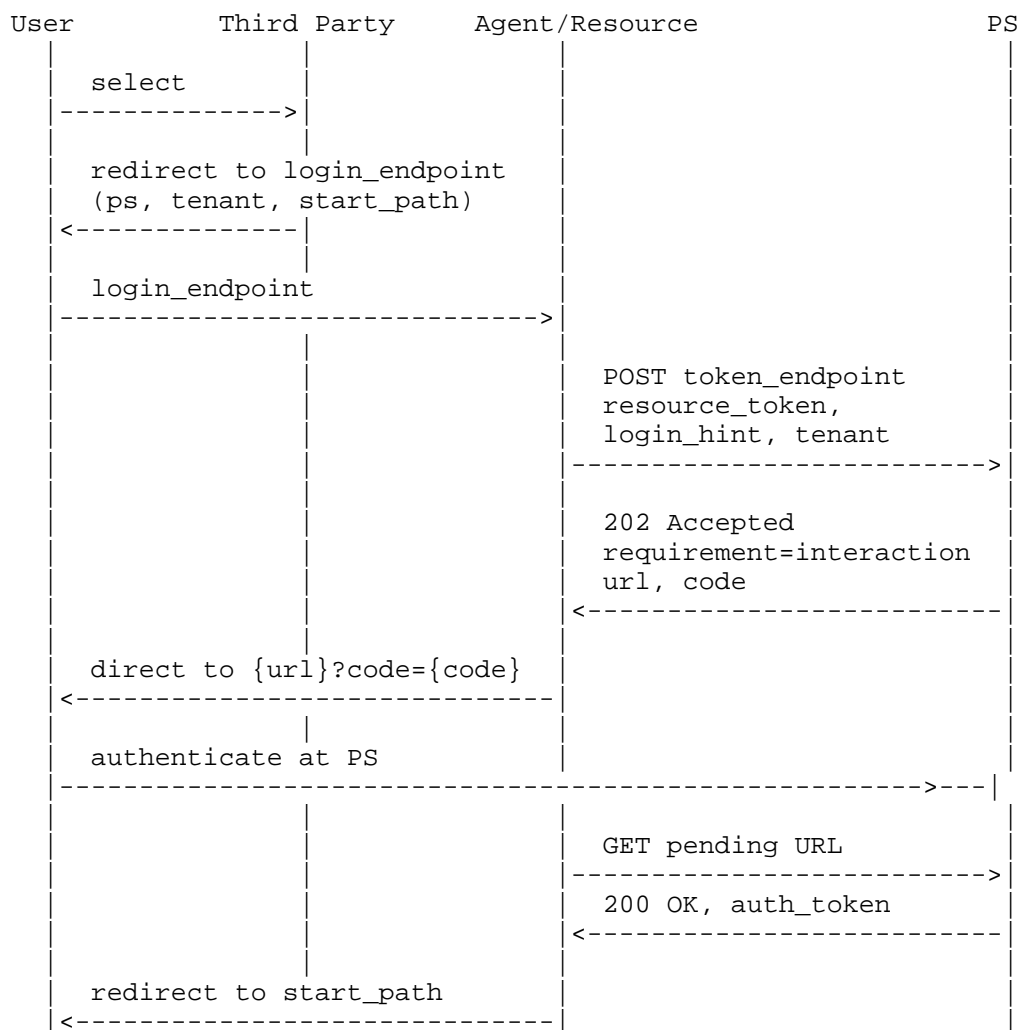 User Third Party Agent/Resource PS
select
redirect to login_endpoint
(ps, tenant, start_path)
login_endpoint
POST token_endpoint
resource_token,
login_hint, tenant
202 Accepted
requirement=interaction
url, code
direct to {url}?code={code}
authenticate at PS
GET pending URL
200 OK, auth_token
redirect to start_path